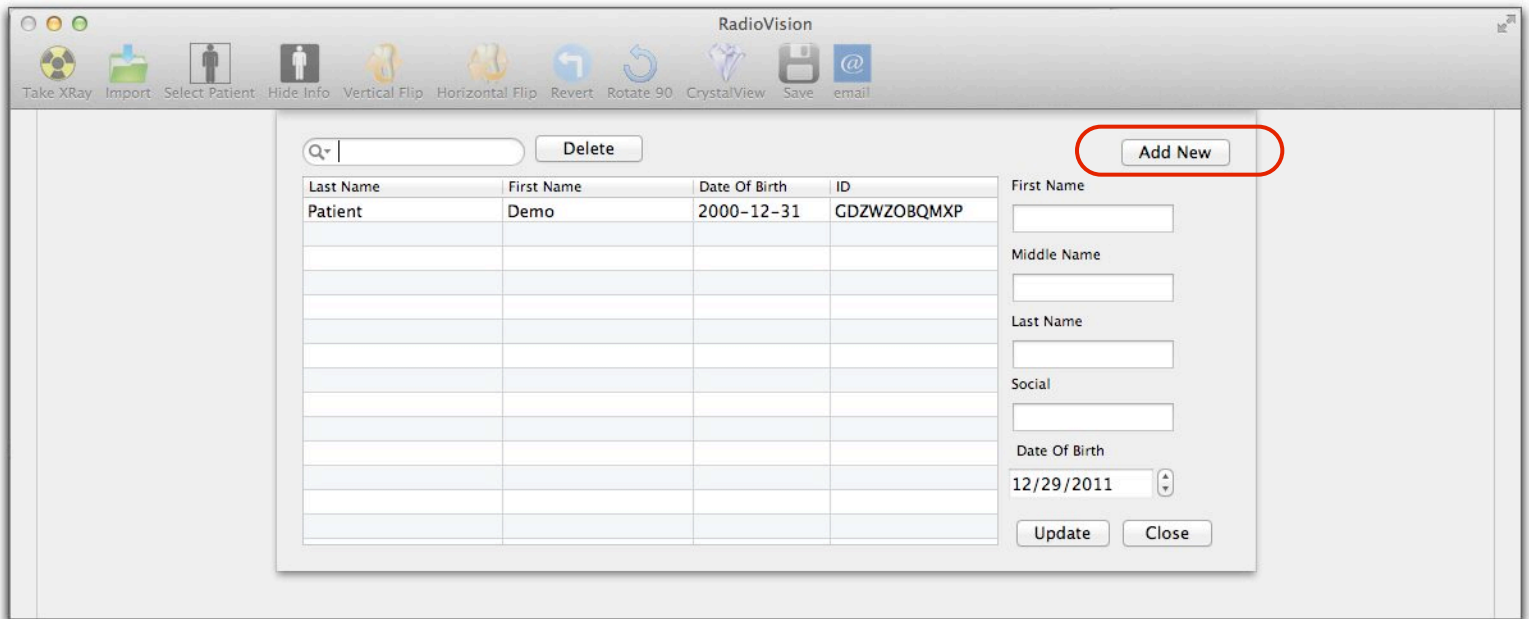 RadioVision
Take XRay Import Select Patient Hide Info Vertical Flip Horizontal Flip Revert Rotate 90 CrystalView Save email
@
Delete
Add New
Last Name First Name Date Of Birth ID
Patient Demo 2000-12-31 GDZWZOBQMXP
First Name
Middle Name
Last Name
Social
Date Of Birth
12/29/2011
Update Close